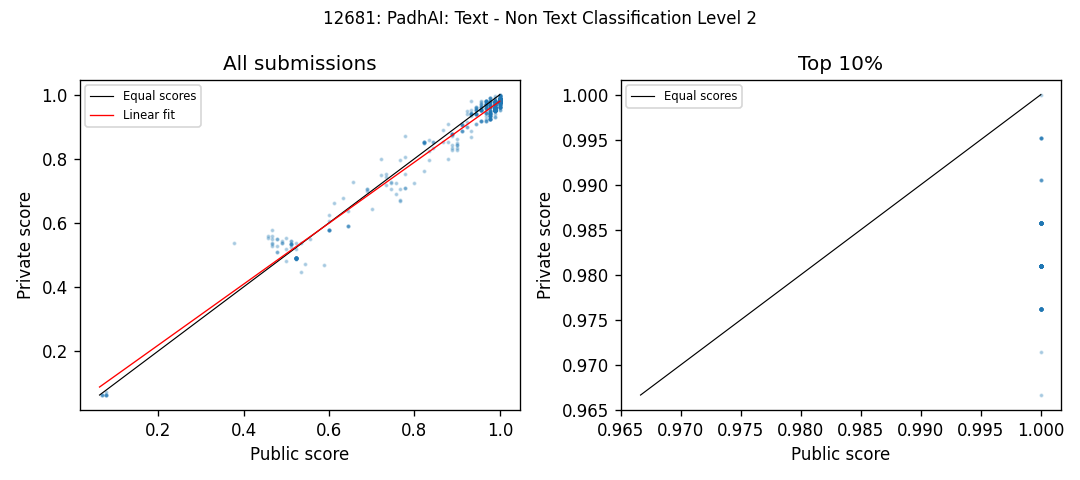 12681: PadhAI: Text - Non Text Classification Level 2
All submissions
Equal scores
Linear fit
1.0
0.8
0.6
0.4
0.2
Private score
0.2 0.4 0.6 0.8 1.0
Public score
Top 10%
Equal scores
1.000
0.995
0.990
0.985
0.980
0.975
0.970
0.965
Private score
0.965 0.970 0.975 0.980 0.985 0.990 0.995 1.000
Public score